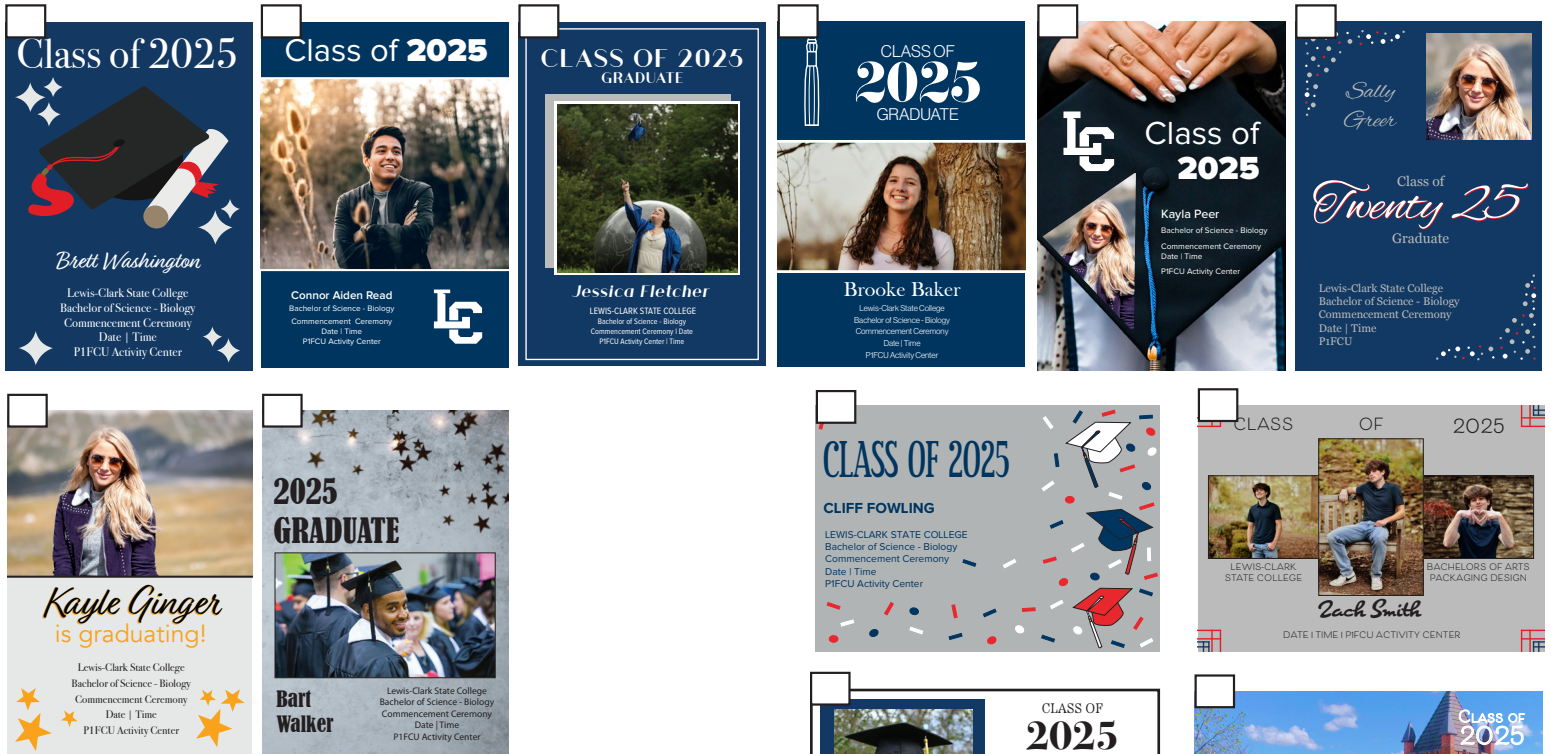 Class of 2025
Brett Washington
Lewis-Clark State College
Bachelor of Science - Biology
Commencement Ceremony
Date | Time
P1FCU Activity Center
Class of 2025
Connor Aiden Read
Bachelor of Science - Biology
Commencement Ceremony
Date | Time
P1FCU Activity Center
LC
CLASS OF 2025
GRADUATE
Jessica Fletcher
LEWIS-CLARK STATE COLLEGE
Bachelor of Science - Biology
Commencement Ceremony | Date
P1FCU Activity Center | Time
CLASS OF
2025
GRADUATE
Brooke Baker
Lewis-Clark State College
Bachelor of Science - Biology
Commencement Ceremony
Date | Time
P1FCU Activity Center
LC
Class of
2025
Kayla Peer
Bachelor of Science - Biology
Commencement Ceremony
Date | Time
P1FCU Activity Center
Sally
Greer
Class of
Twenty 25
Graduate
Lewis-Clark State College
Bachelor of Science - Biology
Commencement Ceremony
Date | Time
P1FCU
Kayle Ginger
is graduating!
Lewis-Clark State College
Bachelor of Science - Biology
Commencement Ceremony
Date | Time
P1FCU Activity Center
2025
GRADUATE
Bart
Walker
Lewis-Clark State College
Bachelor of Science - Biology
Commencement Ceremony
Date | Time
P1FCU Activity Center
CLASS OF 2025
CLIFF FOWLING
LEWIS-CLARK STATE COLLEGE
Bachelor of Science - Biology
Commencement Ceremony
Date | Time
P1FCU Activity Center
CLASS OF 2025
LEWIS-CLARK
STATE COLLEGE
BACHELORS OF ARTS
PACKAGING DESIGN
Zach Smith
DATE I TIME I PIFCU ACTIVITY CENTER
CLASS OF
2025
CLASS OF
2025